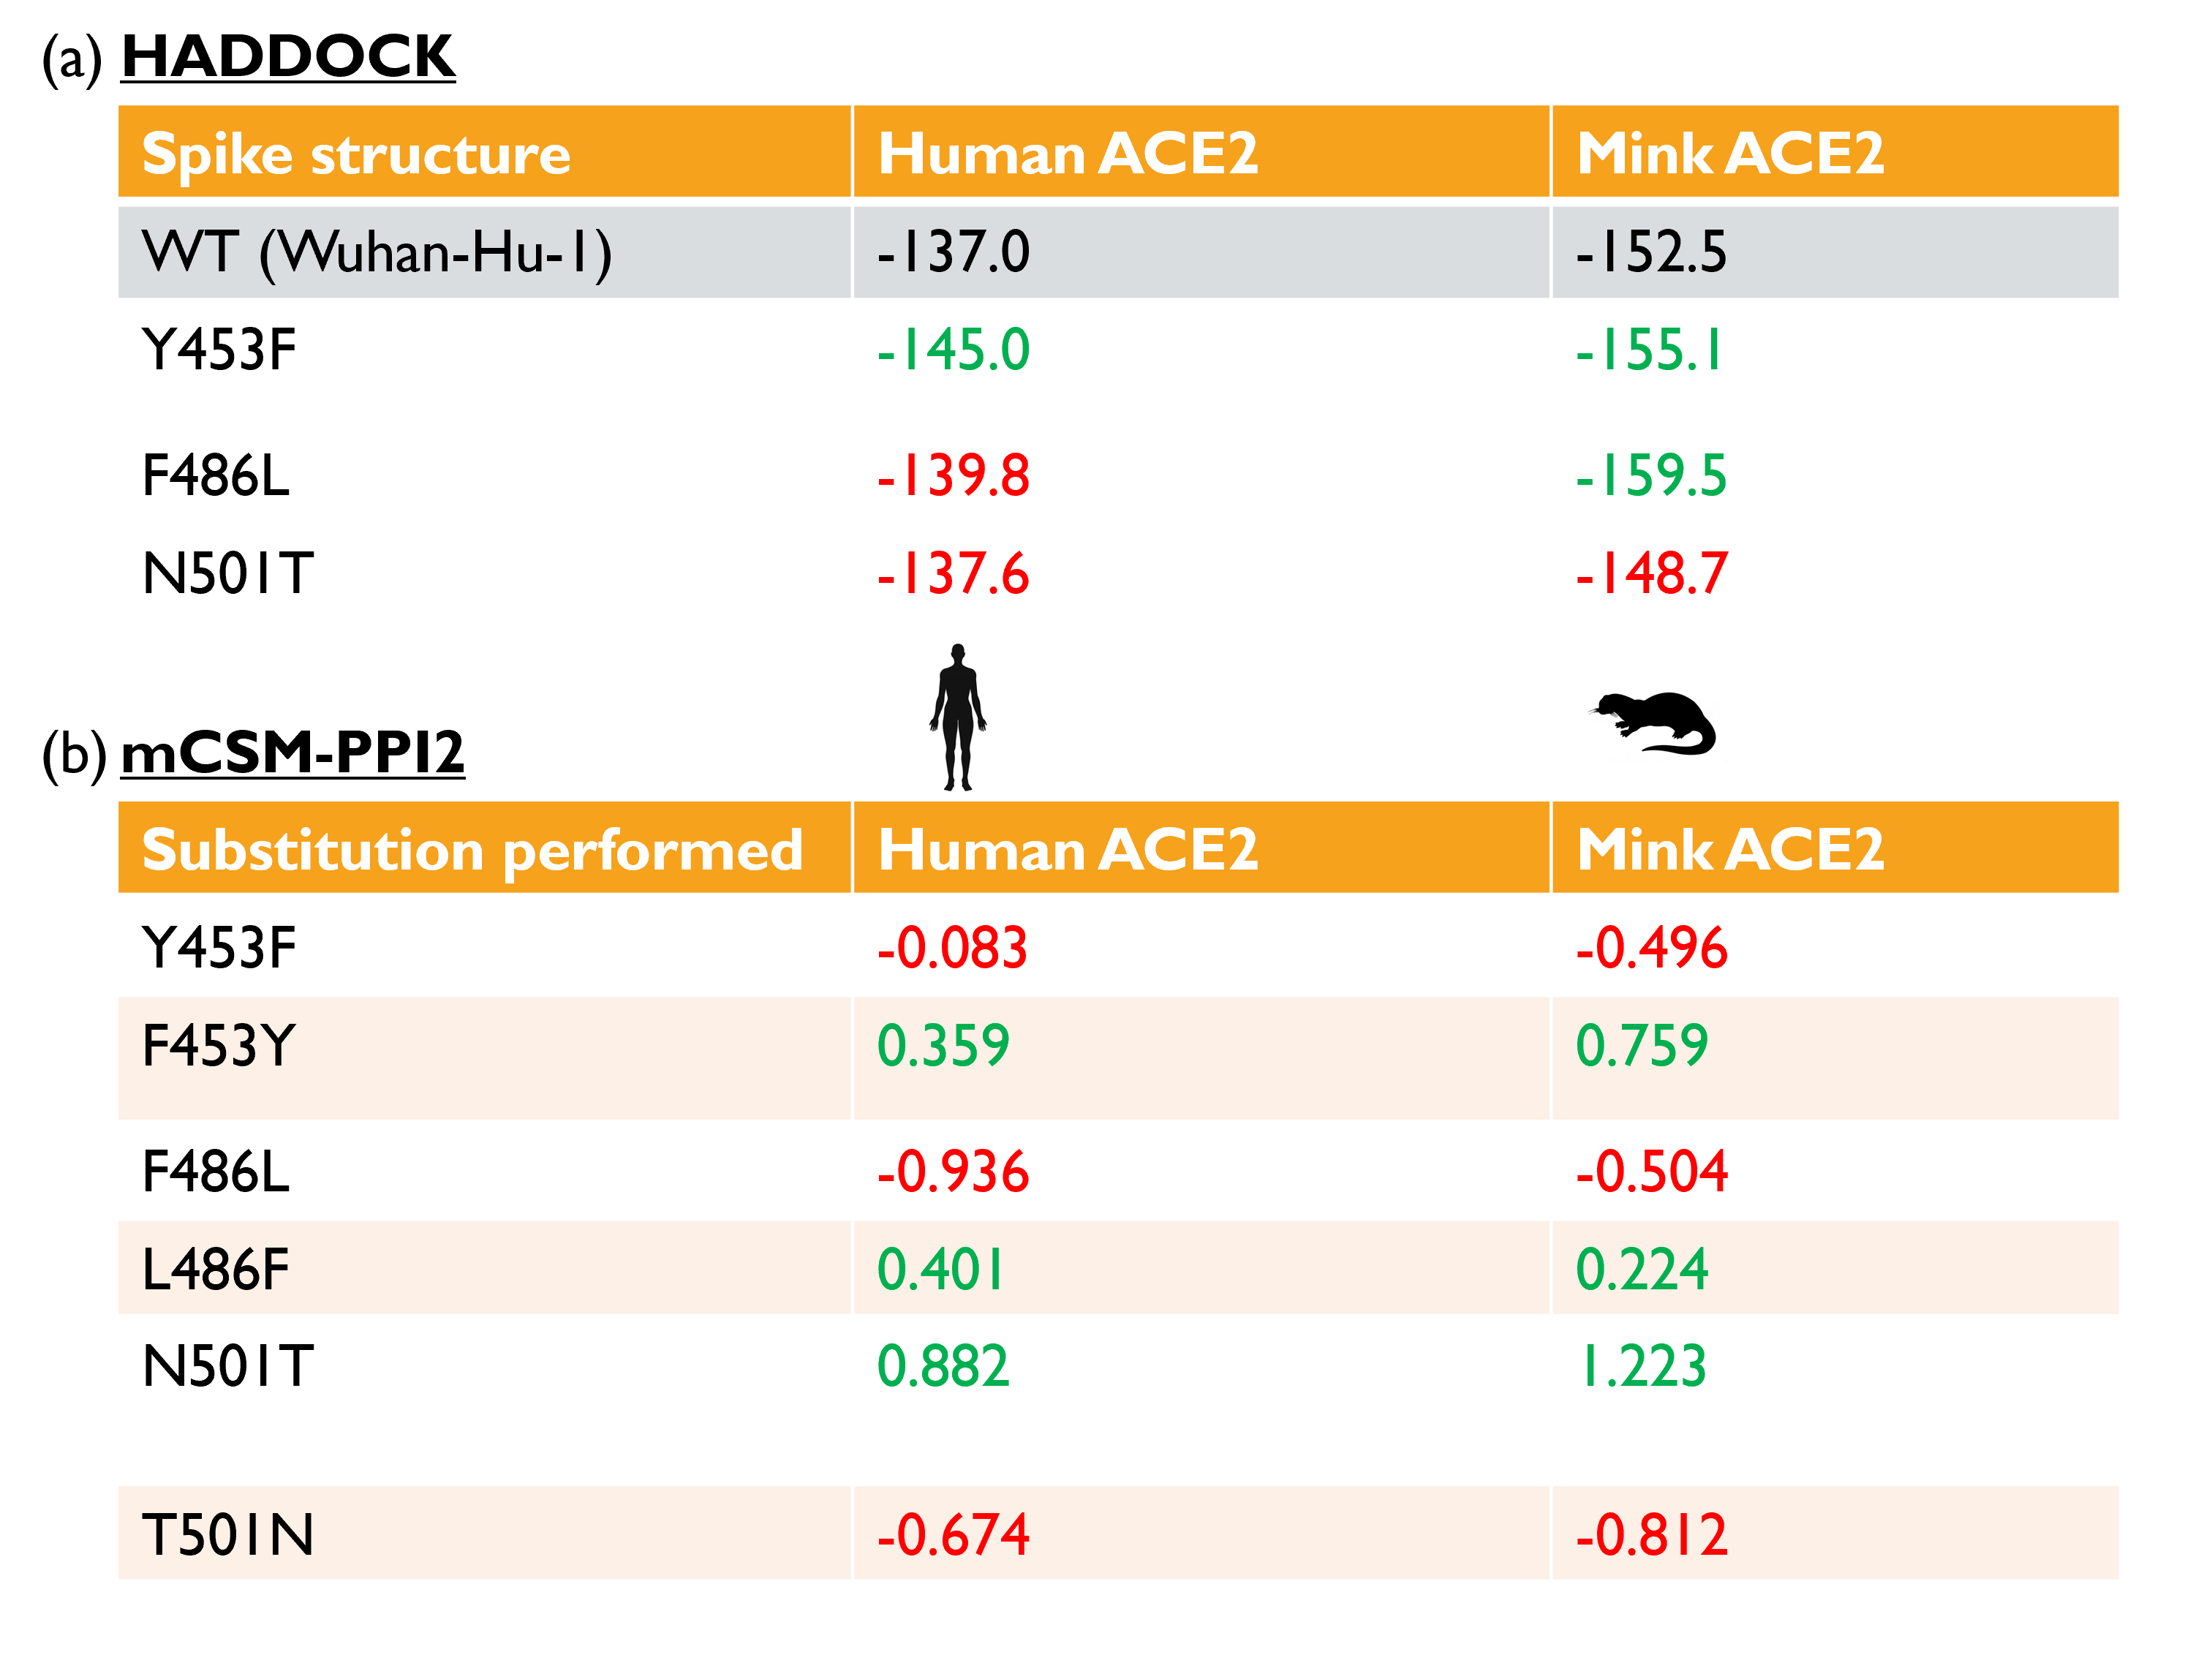 (a) HADDOCK
Spike structure Human ACE2 Mink ACE2
WT (Wuhan-Hu-1) -137.0 -152.5
Y453F -145.0 -155.1
F486L -139.8 -159.5
N501T -137.6 -148.7
(b) mCSM-PPI2
Substitution performed Human ACE2 Mink ACE2
Y453F -0.083 -0.496
F453Y 0.359 0.759
F486L -0.936 -0.504
L486F 0.401 0.224
N501T 0.882 1.223
T501N -0.674 -0.812